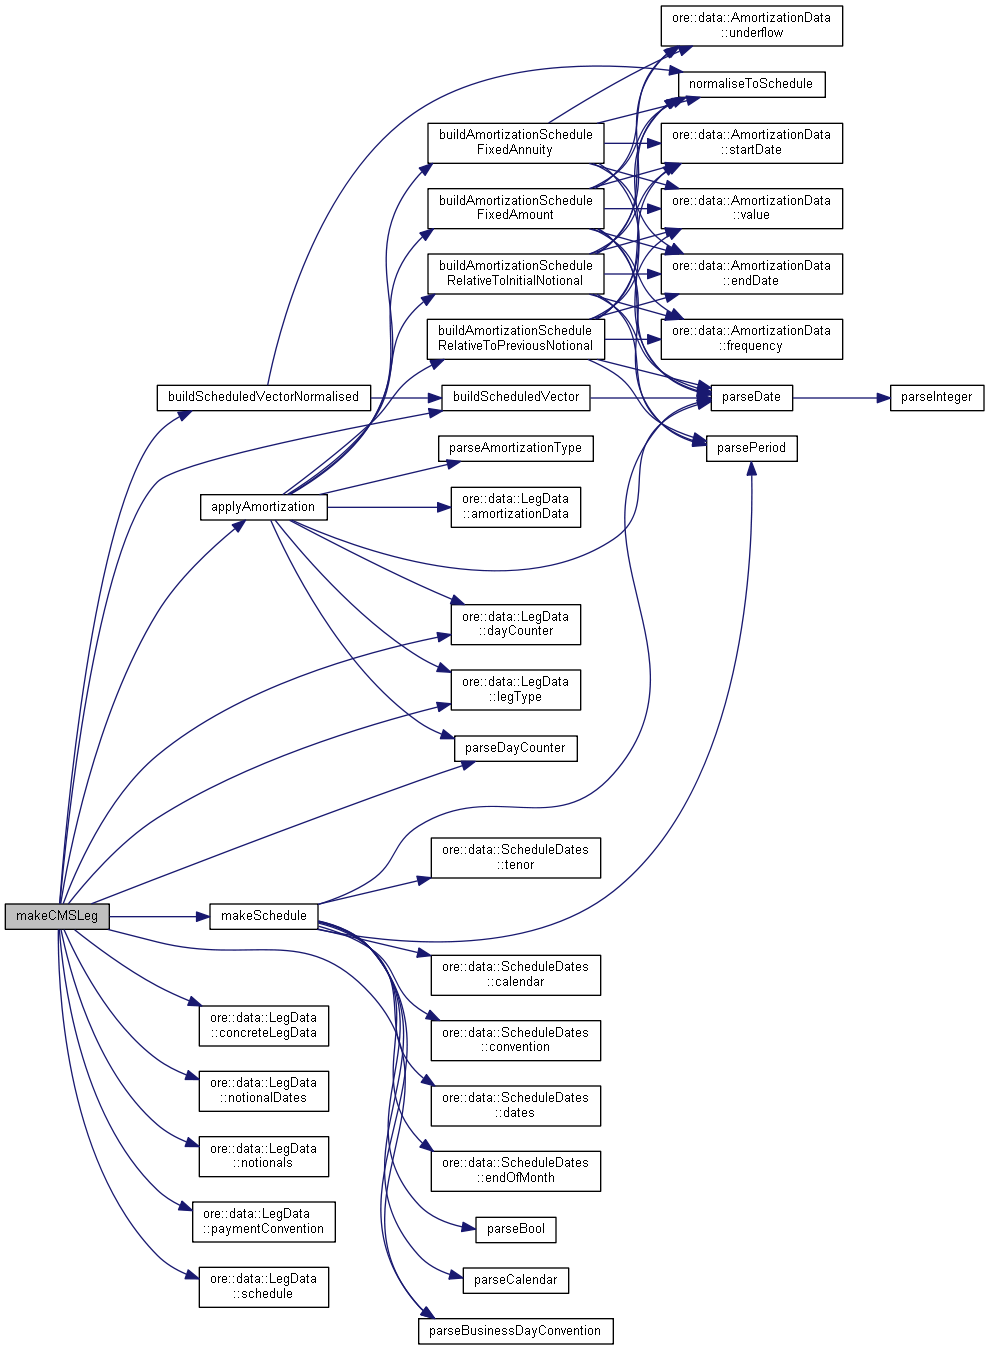 ore::data::AmortizationData
::underflow
normaliseToSchedule
buildAmortizationSchedule
FixedAnnuity
ore::data::AmortizationData
::startDate
buildAmortizationSchedule
FixedAmount
ore::data::AmortizationData
::value
buildAmortizationSchedule
RelativeToInitialNotional
ore::data::AmortizationData
::endDate
buildAmortizationSchedule
RelativeToPreviousNotional
ore::data::AmortizationData
::frequency
buildScheduledVectorNormalised
buildScheduledVector
parseDate
parseInteger
parseAmortizationType
parsePeriod
applyAmortization
ore::data::LegData
::amortizationData
ore::data::LegData
::dayCounter
ore::data::LegData
::legType
parseDayCounter
ore::data::ScheduleDates
::tenor
makeCMSLeg
makeSchedule
ore::data::ScheduleDates
::calendar
ore::data::LegData
::concreteLegData
ore::data::ScheduleDates
::convention
ore::data::LegData
::notionalDates
ore::data::ScheduleDates
::dates
ore::data::LegData
::notionals
ore::data::ScheduleDates
::endOfMonth
ore::data::LegData
::paymentConvention
parseBool
ore::data::LegData
::schedule
parseCalendar
parseBusinessDayConvention